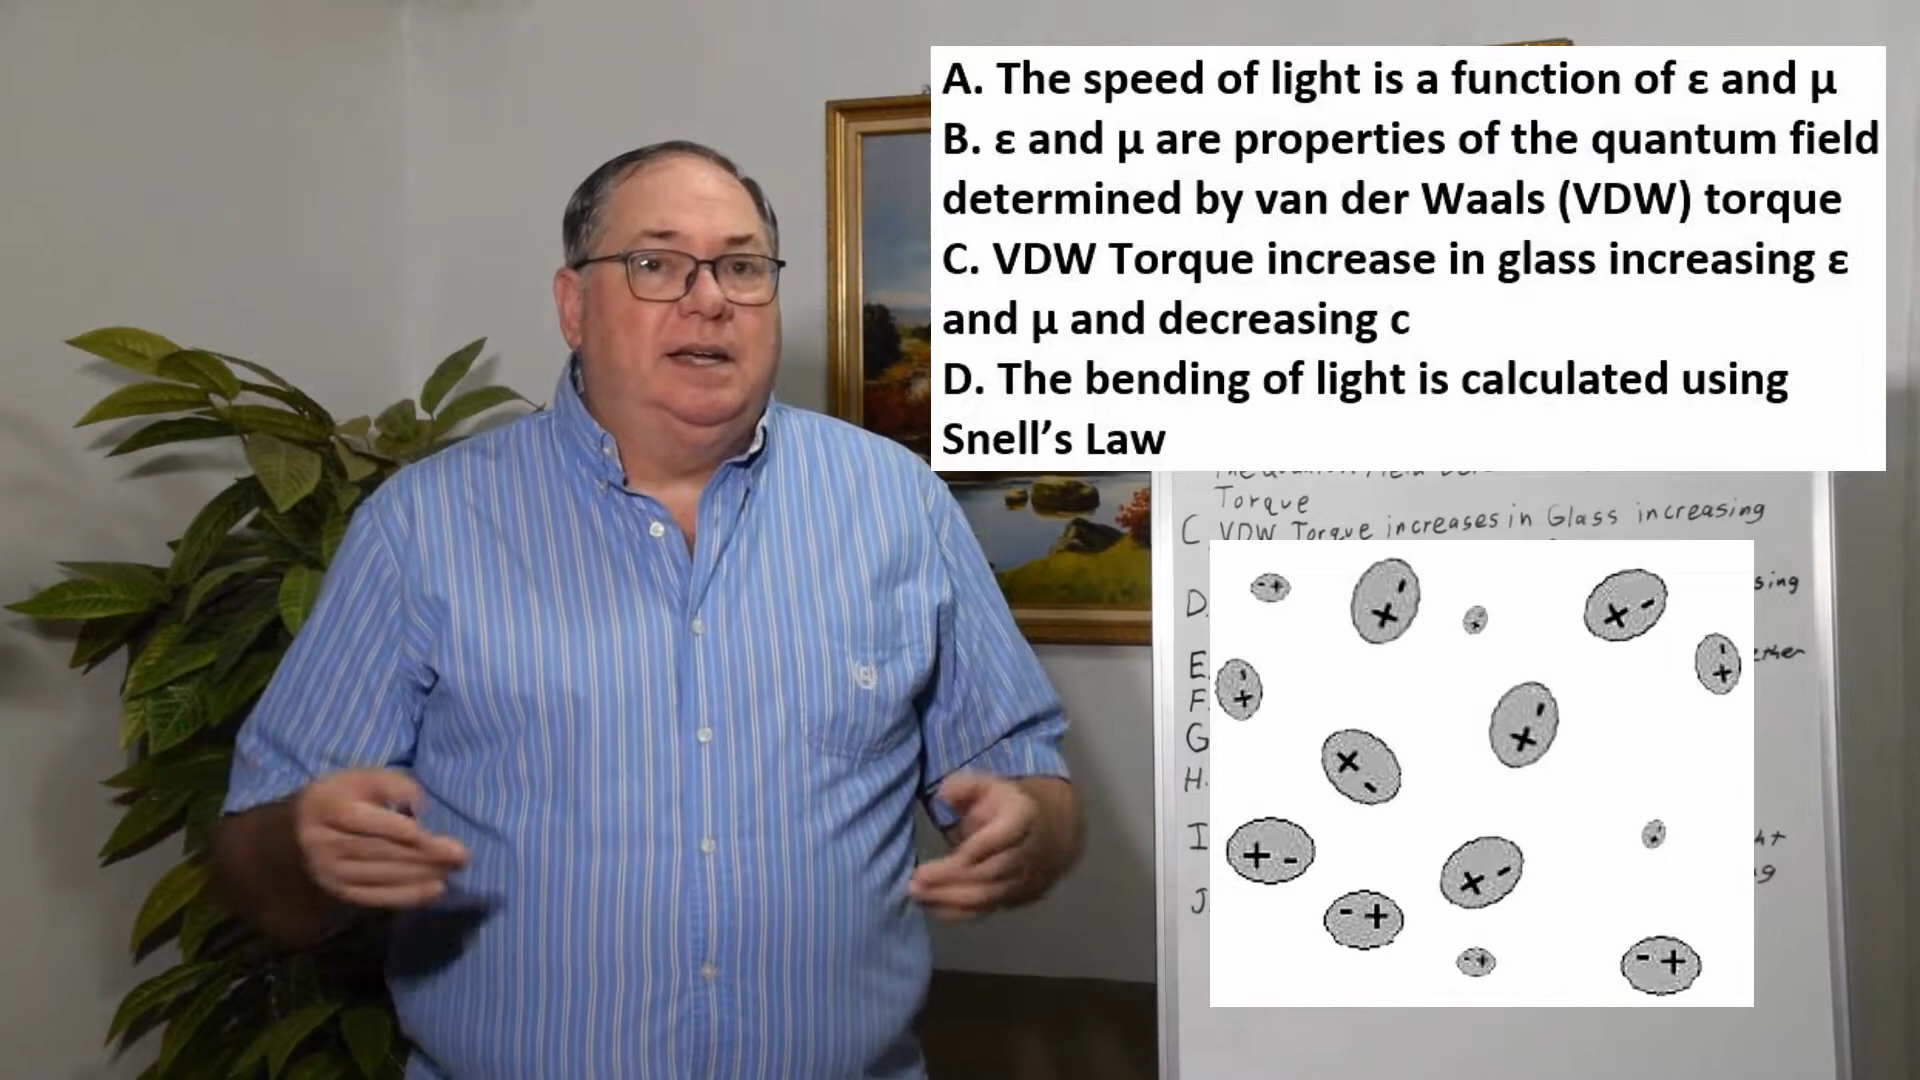 A. The speed of light is a function of ε and μ
B. ε and μ are properties of the quantum field
determined by van der Waals (VDW) torque
C. VDW Torque increase in glass increasing ε
and μ and decreasing c
D. The bending of light is calculated using
Snell’s Law
Torque
C VDW Torque increases in Glass increasing
D.
E
F
G
H.
I
J.
- +
- +
- +
+ -
- +
- +
- +
+ -
+ -
+ -
+ -
- +
- +
- +